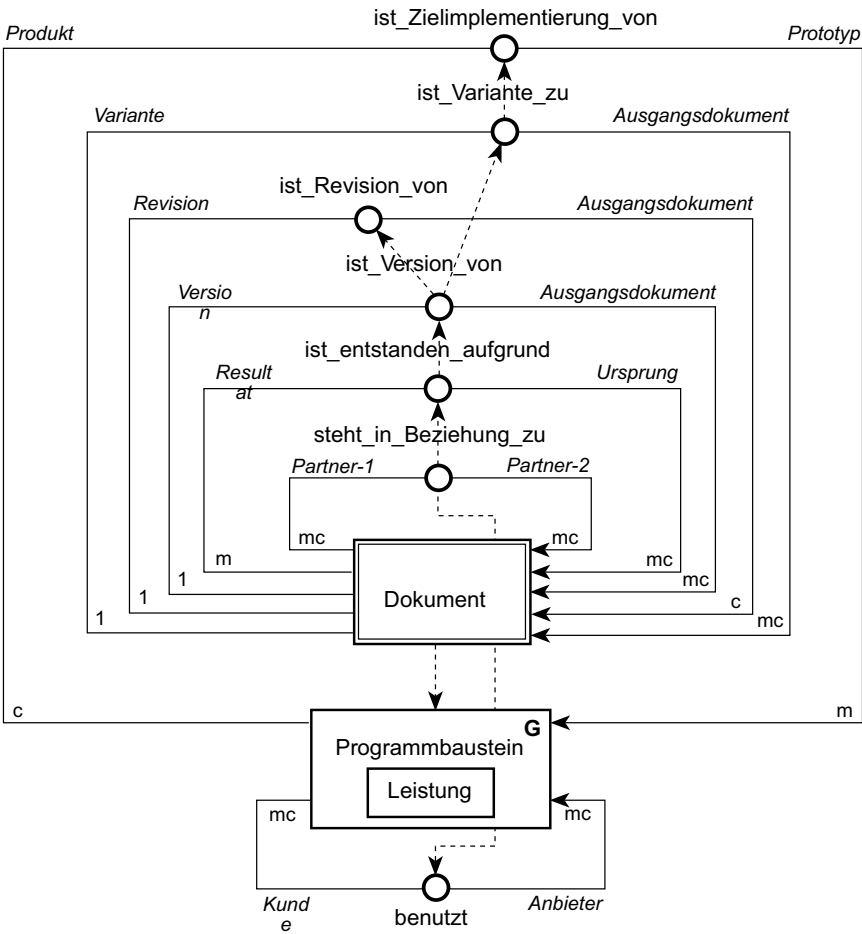 ist_Zielimplementierung_von
Produkt
Prototyp
ist_Variante_zu
Variante
Ausgangsdokument
ist_Revision_von
Revision
Ausgangsdokument
ist_Version_von
Versio
n
Ausgangsdokument
ist_entstanden_aufgrund
Result
at
Ursprung
steht_in_Beziehung_zu
Partner-1
Partner-2
mc
mc
m
mc
1
mc
1
c
1
mc
Dokument
c
m
G
Programmbaustein
Leistung
mc
mc
Kund
e
Anbieter
benutzt